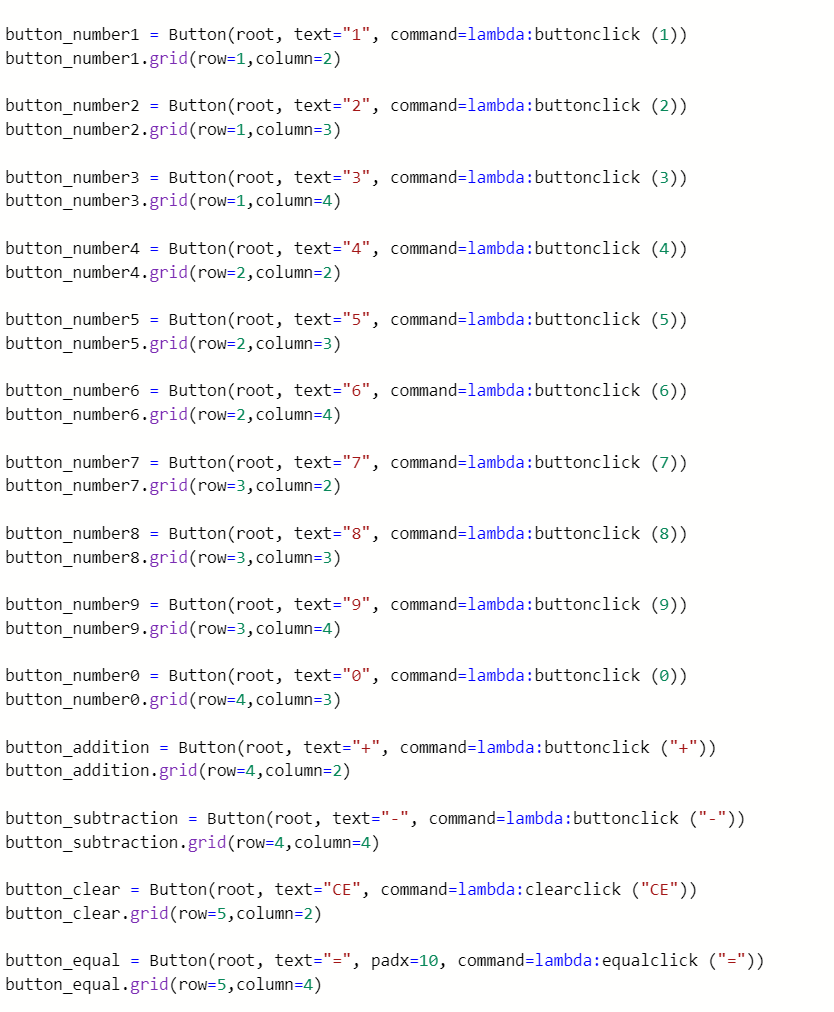 button_number1 = Button(root, text="1", command=lambda:buttonclick (1))
button_number1.grid(row=1,column=2)
button_number2 = Button(root, text="2", command=lambda:buttonclick (2))
button_number2.grid(row=1,column=3)
button_number3 = Button(root, text="3", command=lambda:buttonclick (3))
button_number3.grid(row=1,column=4)
button_number4 = Button(root, text="4", command=lambda:buttonclick (4))
button_number4.grid(row=2,column=2)
button_number5 = Button(root, text="5", command=lambda:buttonclick (5))
button_number5.grid(row=2,column=3)
button_number6 = Button(root, text="6", command=lambda:buttonclick (6))
button_number6.grid(row=2,column=4)
button_number7 = Button(root, text="7", command=lambda:buttonclick (7))
button_number7.grid(row=3,column=2)
button_number8 = Button(root, text="8", command=lambda:buttonclick (8))
button_number8.grid(row=3,column=3)
button_number9 = Button(root, text="9", command=lambda:buttonclick (9))
button_number9.grid(row=3,column=4)
button_number0 = Button(root, text="0", command=lambda:buttonclick (0))
button_number0.grid(row=4,column=3)
button_addition = Button(root, text="+", command=lambda:buttonclick ("+"))
button_addition.grid(row=4,column=2)
button_subtraction = Button(root, text="-", command=lambda:buttonclick ("-"))
button_subtraction.grid(row=4,column=4)
button_clear = Button(root, text="CE", command=lambda:clearclick ("CE"))
button_clear.grid(row=5,column=2)
button_equal = Button(root, text="=", padx=10, command=lambda:equalclick ("="))
button_equal.grid(row=5,column=4)